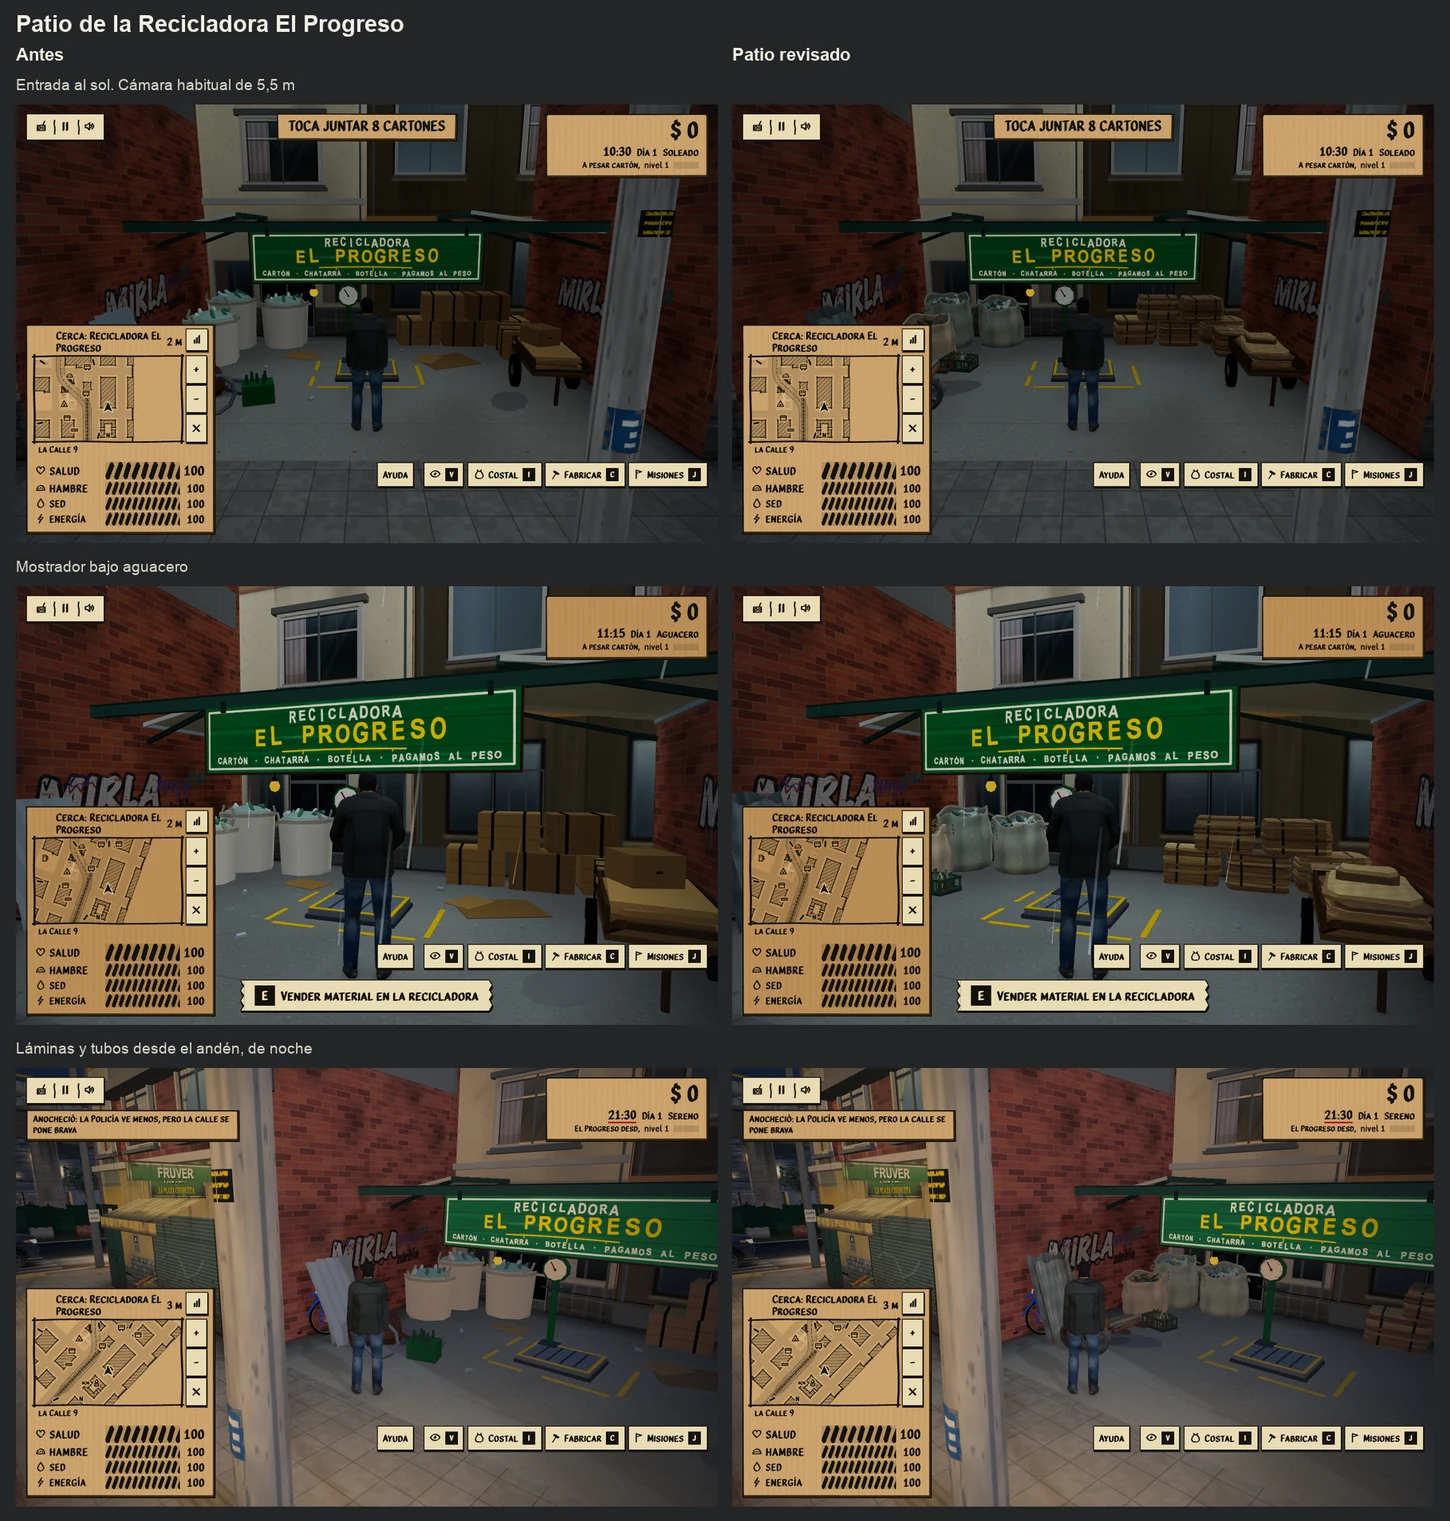 Patio de la Recicladora El Progreso
Antes
Patio revisado
Entrada al sol. Cámara habitual de 5,5 m
TOCA JUNTAR 8 CARTONES
$ 0
10:30 DÍA 1 SOLEADO
A PESAR CARTÓN, nivel 1
RECICLADORA
EL PROGRESO
CARTÓN · CHATARRA · BOTELLA · PAGAMOS AL PESO
MIRLA
MIRL
CERCA: RECICLADORA EL PROGRESO 2 M
LA CALLE 9
SALUD 100
HAMBRE 100
SED 100
ENERGÍA 100
AYUDA V COSTAL I FABRICAR C MISIONES J
TOCA JUNTAR 8 CARTONES
$ 0
10:30 DÍA 1 SOLEADO
A PESAR CARTÓN, nivel 1
RECICLADORA
EL PROGRESO
CARTÓN · CHATARRA · BOTELLA · PAGAMOS AL PESO
MIRLA
MIRL
CERCA: RECICLADORA EL PROGRESO 2 M
LA CALLE 9
SALUD 100
HAMBRE 100
SED 100
ENERGÍA 100
AYUDA V COSTAL I FABRICAR C MISIONES J
Mostrador bajo aguacero
$ 0
11:15 DÍA 1 AGUACERO
A PESAR CARTÓN, nivel 1
RECICLADORA
EL PROGRESO
CARTÓN · CHATARRA · BOTELLA · PAGAMOS AL PESO
MIRLA
CERCA: RECICLADORA EL PROGRESO 2 M
LA CALLE 9
SALUD 100
HAMBRE 100
SED 100
ENERGÍA 100
AYUDA V COSTAL I FABRICAR C MISIONES J
E VENDER MATERIAL EN LA RECICLADORA
$ 0
11:15 DÍA 1 AGUACERO
A PESAR CARTÓN, nivel 1
RECICLADORA
EL PROGRESO
CARTÓN · CHATARRA · BOTELLA · PAGAMOS AL PESO
MIRLA
CERCA: RECICLADORA EL PROGRESO 2 M
LA CALLE 9
SALUD 100
HAMBRE 100
SED 100
ENERGÍA 100
AYUDA V COSTAL I FABRICAR C MISIONES J
E VENDER MATERIAL EN LA RECICLADORA
Láminas y tubos desde el andén, de noche
ANOCHECIÓ: LA POLICÍA VE MENOS, PERO LA CALLE SE PONE BRAVA
$ 0
21:30 DÍA 1 SERENO
EL PROGRESO DESD, nivel 1
FRUVER
RECICLADORA
EL PROGRESO
CARTÓN · CHATARRA · BOTELLA · PAGAMOS AL PESO
MIRLA
CERCA: RECICLADORA EL PROGRESO 3 M
LA CALLE 9
SALUD 100
HAMBRE 100
SED 100
ENERGÍA 100
AYUDA V COSTAL I FABRICAR C MISIONES J
ANOCHECIÓ: LA POLICÍA VE MENOS, PERO LA CALLE SE PONE BRAVA
$ 0
21:30 DÍA 1 SERENO
EL PROGRESO DESD, nivel 1
FRUVER
RECICLADORA
EL PROGRESO
CARTÓN · CHATARRA · BOTELLA · PAGAMOS AL PESO
MIRLA
CERCA: RECICLADORA EL PROGRESO 3 M
LA CALLE 9
SALUD 100
HAMBRE 100
SED 100
ENERGÍA 100
AYUDA V COSTAL I FABRICAR C MISIONES J